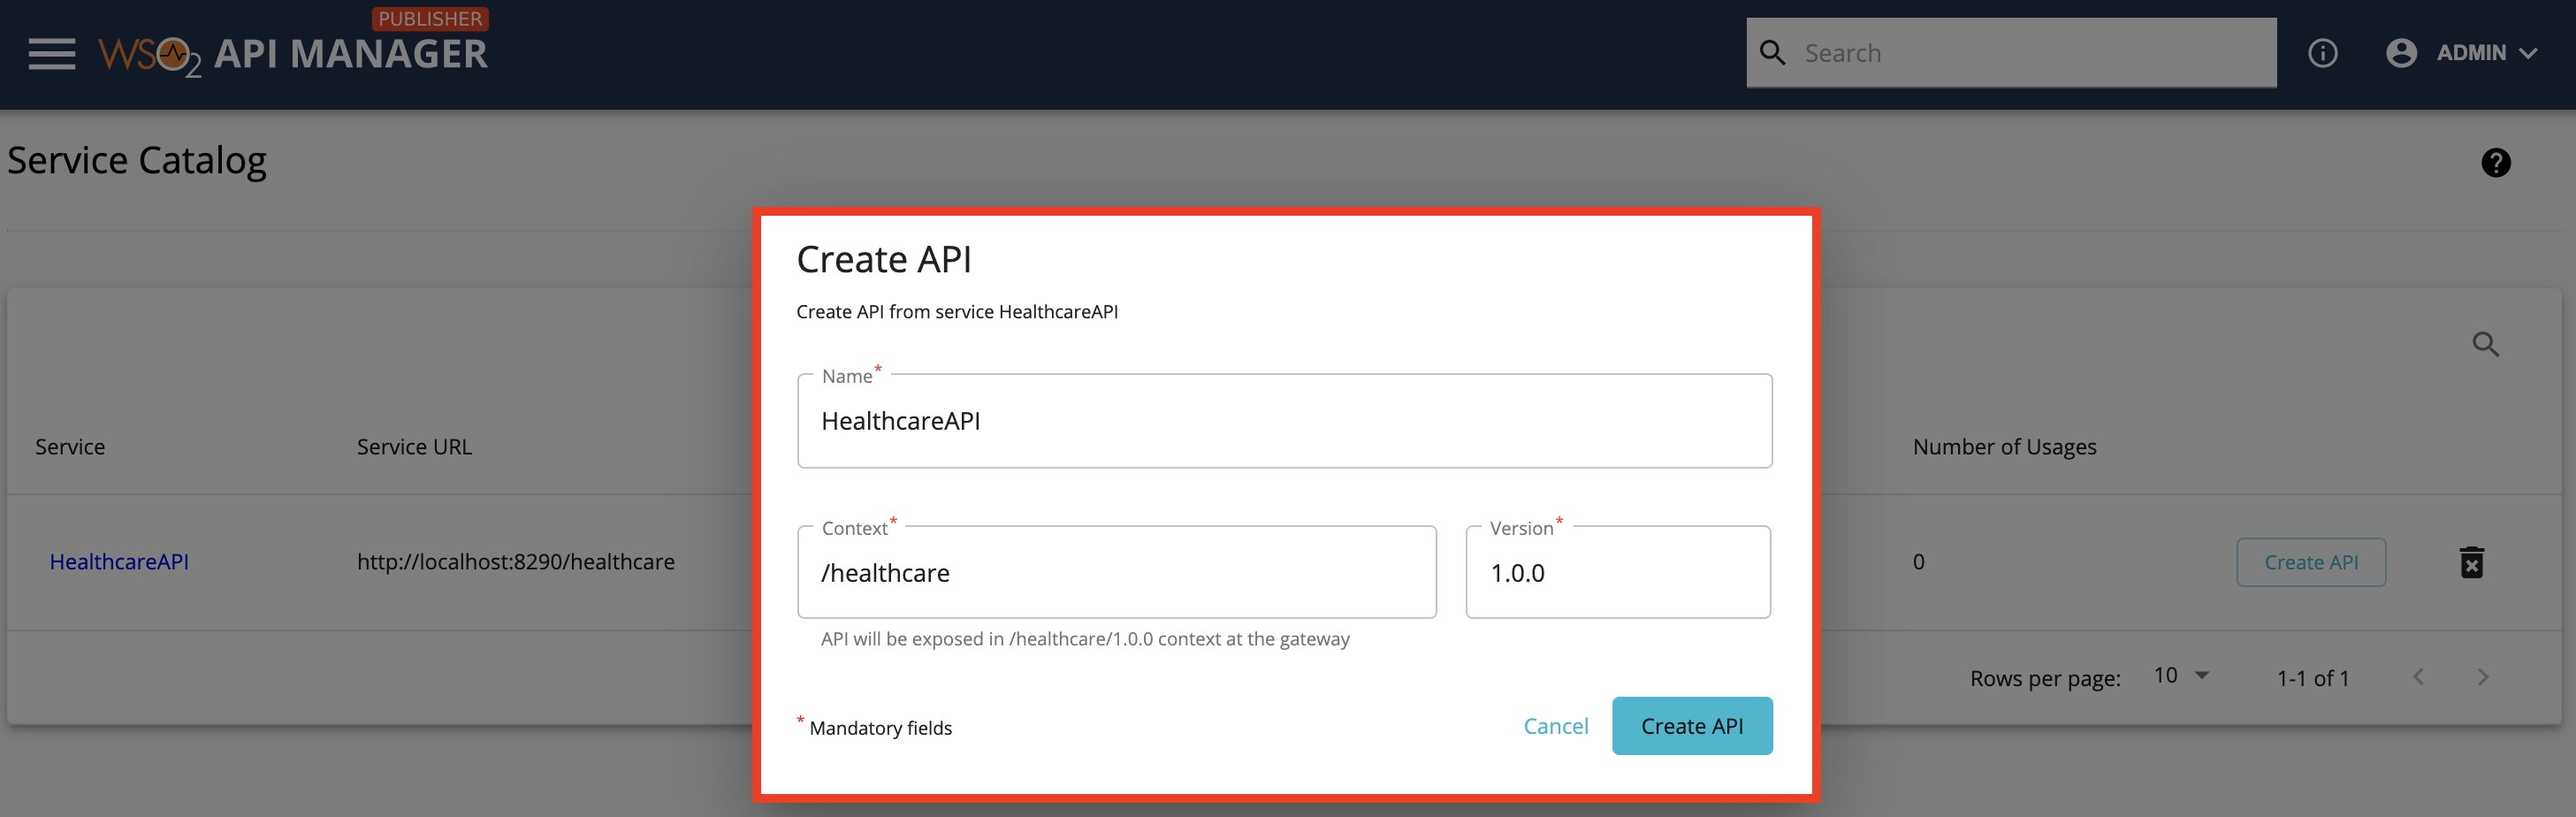 PUBLISHER
WSO2 API MANAGER
Search
ADMIN
Service Catalog
Create API
Create API from service HealthcareAPI
Name*
HealthcareAPI
Context*
/healthcare
Version*
1.0.0
API will be exposed in /healthcare/1.0.0 context at the gateway
* Mandatory fields
Cancel
Create API
Service
Service URL
Number of Usages
HealthcareAPI
http://localhost:8290/healthcare
0
Create API
Rows per page:
10
1-1 of 1